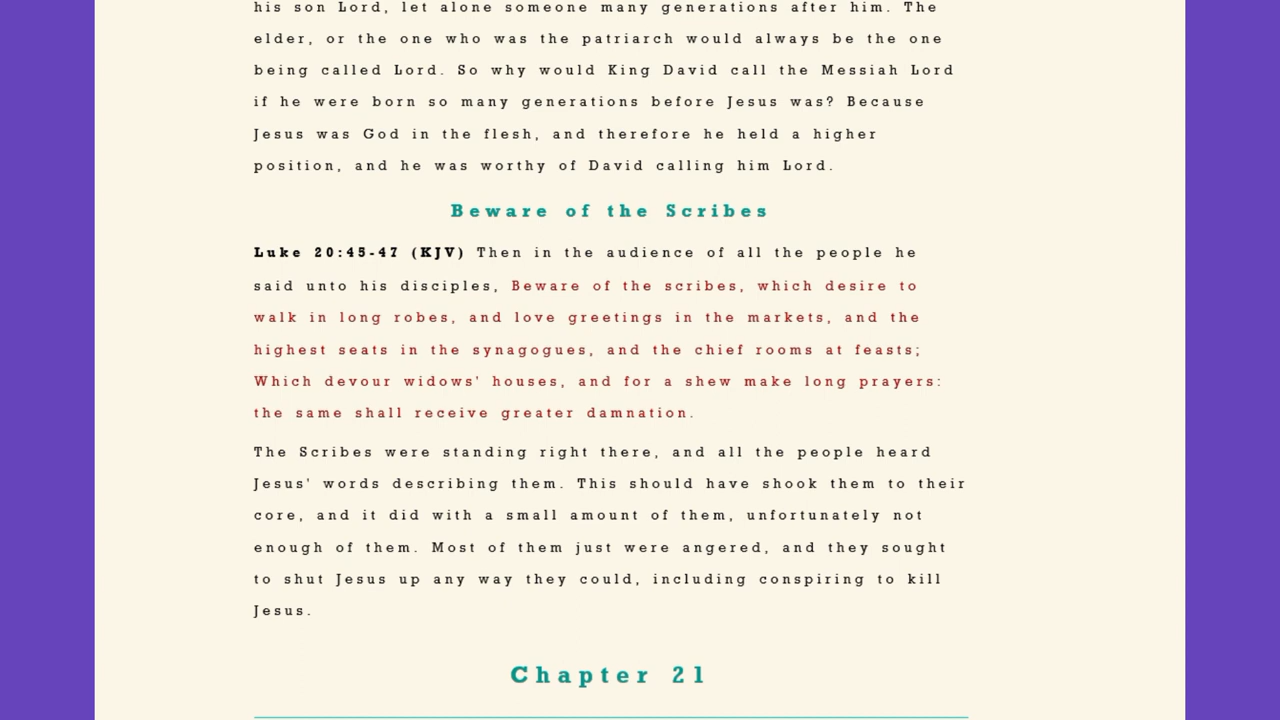 his son Lord, let alone someone many generations after him. The
elder, or the one who was the patriarch would always be the one
being called Lord. So why would King David call the Messiah Lord
if he were born so many generations before Jesus was? Because
Jesus was God in the flesh, and therefore he held a higher
position, and he was worthy of David calling him Lord.
Beware of the Scribes
Luke 20:45-47 (KJV) Then in the audience of all the people he
said unto his disciples, Beware of the scribes, which desire to
walk in long robes, and love greetings in the markets, and the
highest seats in the synagogues, and the chief rooms at feasts;
Which devour widows' houses, and for a shew make long prayers:
the same shall receive greater damnation.
The Scribes were standing right there, and all the people heard
Jesus' words describing them. This should have shook them to their
core, and it did with a small amount of them, unfortunately not
enough of them. Most of them just were angered, and they sought
to shut Jesus up any way they could, including conspiring to kill
Jesus.
Chapter 21